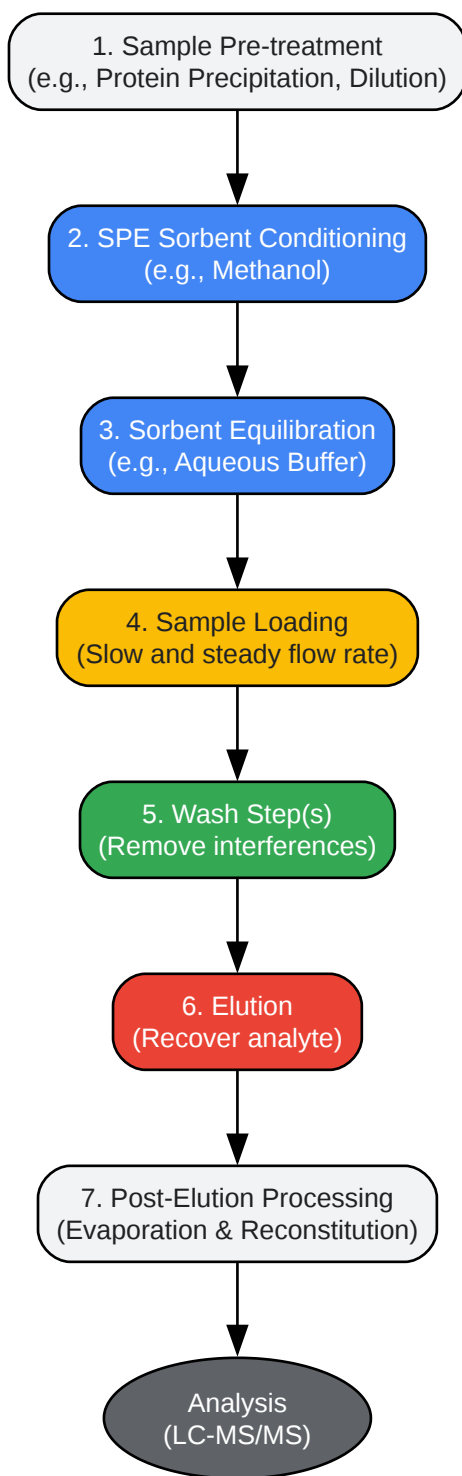 1. Sample Pre-treatment
(e.g., Protein Precipitation, Dilution)
2. SPE Sorbent Conditioning
(e.g., Methanol)
3. Sorbent Equilibration
(e.g., Aqueous Buffer)
4. Sample Loading
(Slow and steady flow rate)
5. Wash Step(s)
(Remove interferences)
6. Elution
(Recover analyte)
7. Post-Elution Processing
(Evaporation & Reconstitution)
Analysis
(LC-MS/MS)